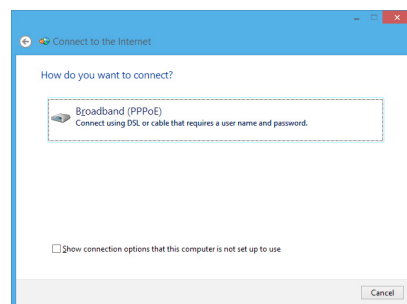 Connect to the Internet
How do you want to connect?
Broadband (PPPoE)
Connect using DSL or cable that requires a user name and password.
Show connection options that this computer is not set up to use
Cancel